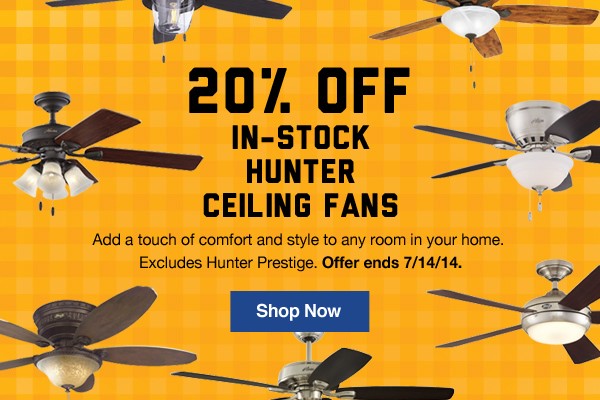 20% OFF
IN-STOCK
HUNTER
CEILING FANS
Add a touch of comfort and style to any room in your home.
Excludes Hunter Prestige. Offer ends 7/14/14.
Shop Now